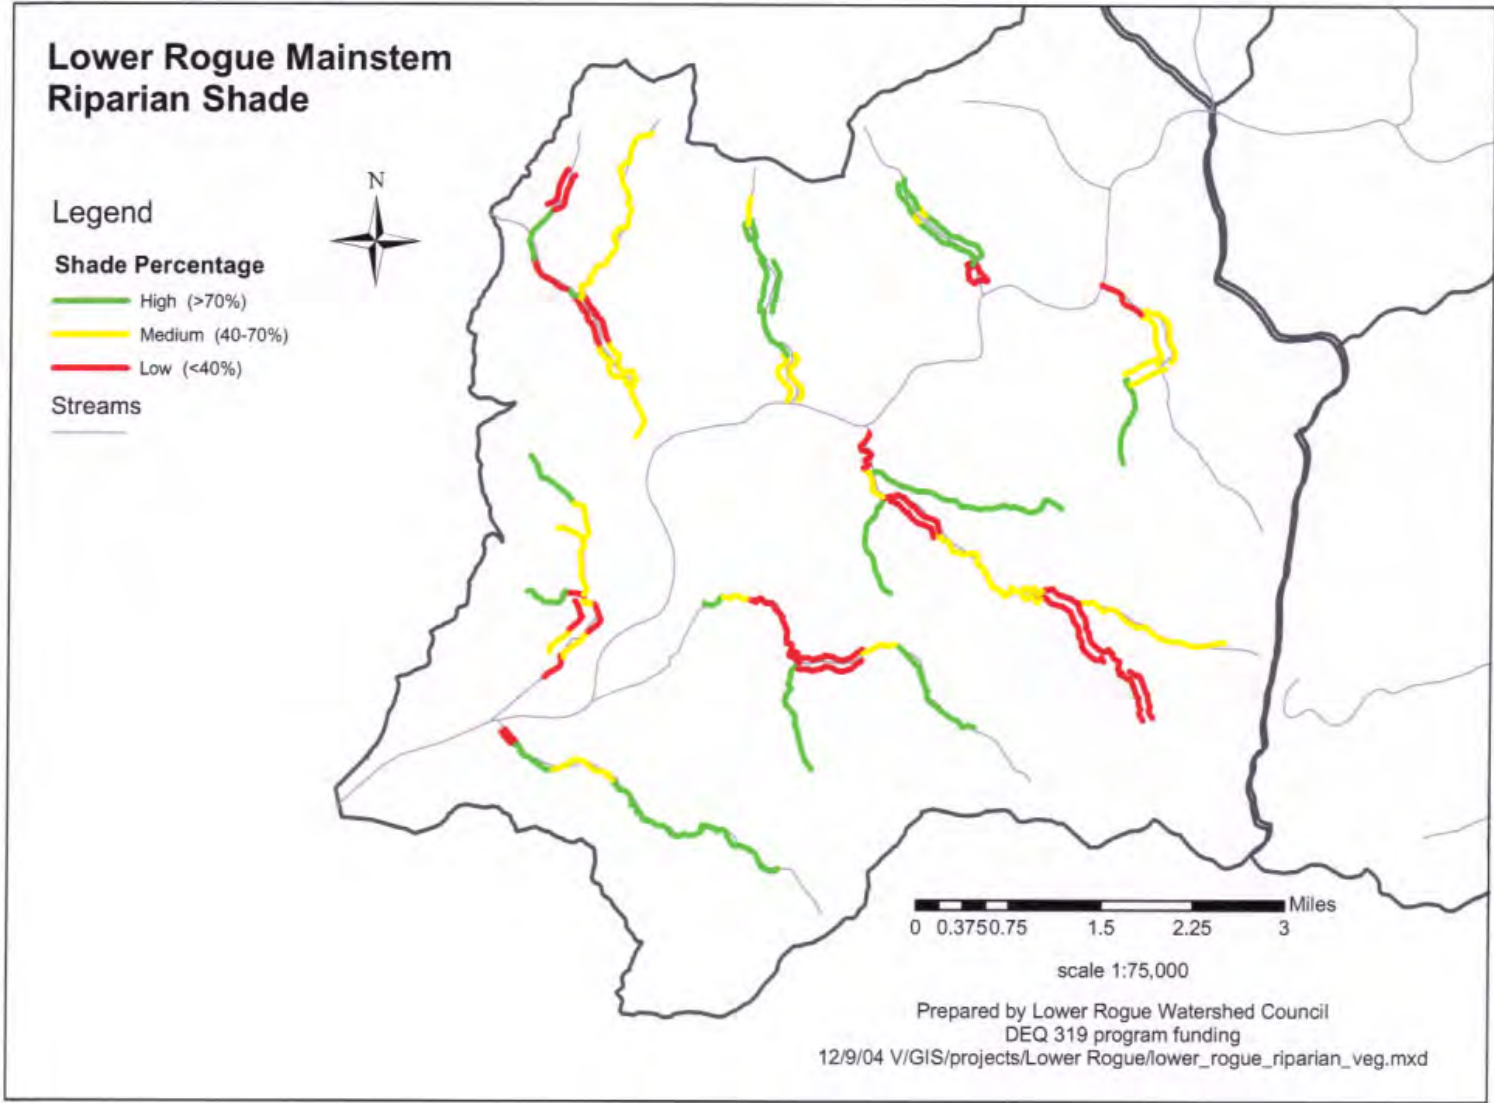 Lower Rogue Mainstem
Riparian Shade
N
Legend
Shade Percentage
High (>70%)
Medium (40-70%)
Low (<40%)
Streams
Miles
0 0.3750.75 1.5 2.25 3
scale 1:75,000
Prepared by Lower Rogue Watershed Council
DEQ 319 program funding
12/9/04 V/GIS/projects/Lower Rogue/lower_rogue_riparian_veg.mxd